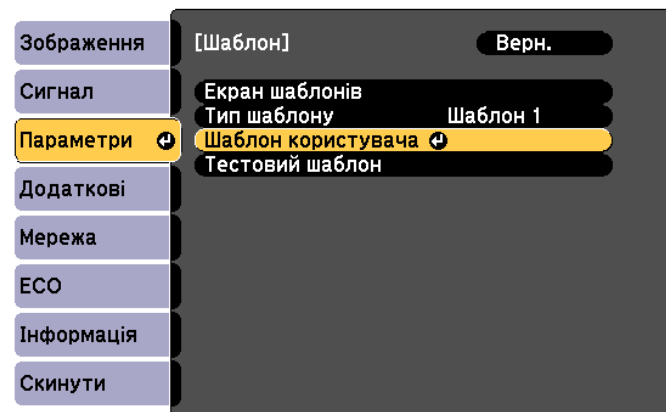 Зображення
Сигнал
Параметри
Додаткові
Мережа
ECO
Інформація
Скинути
[Шаблон] Верн.
Екран шаблонів
Тип шаблону Шаблон 1
Шаблон користувача
Тестовий шаблон